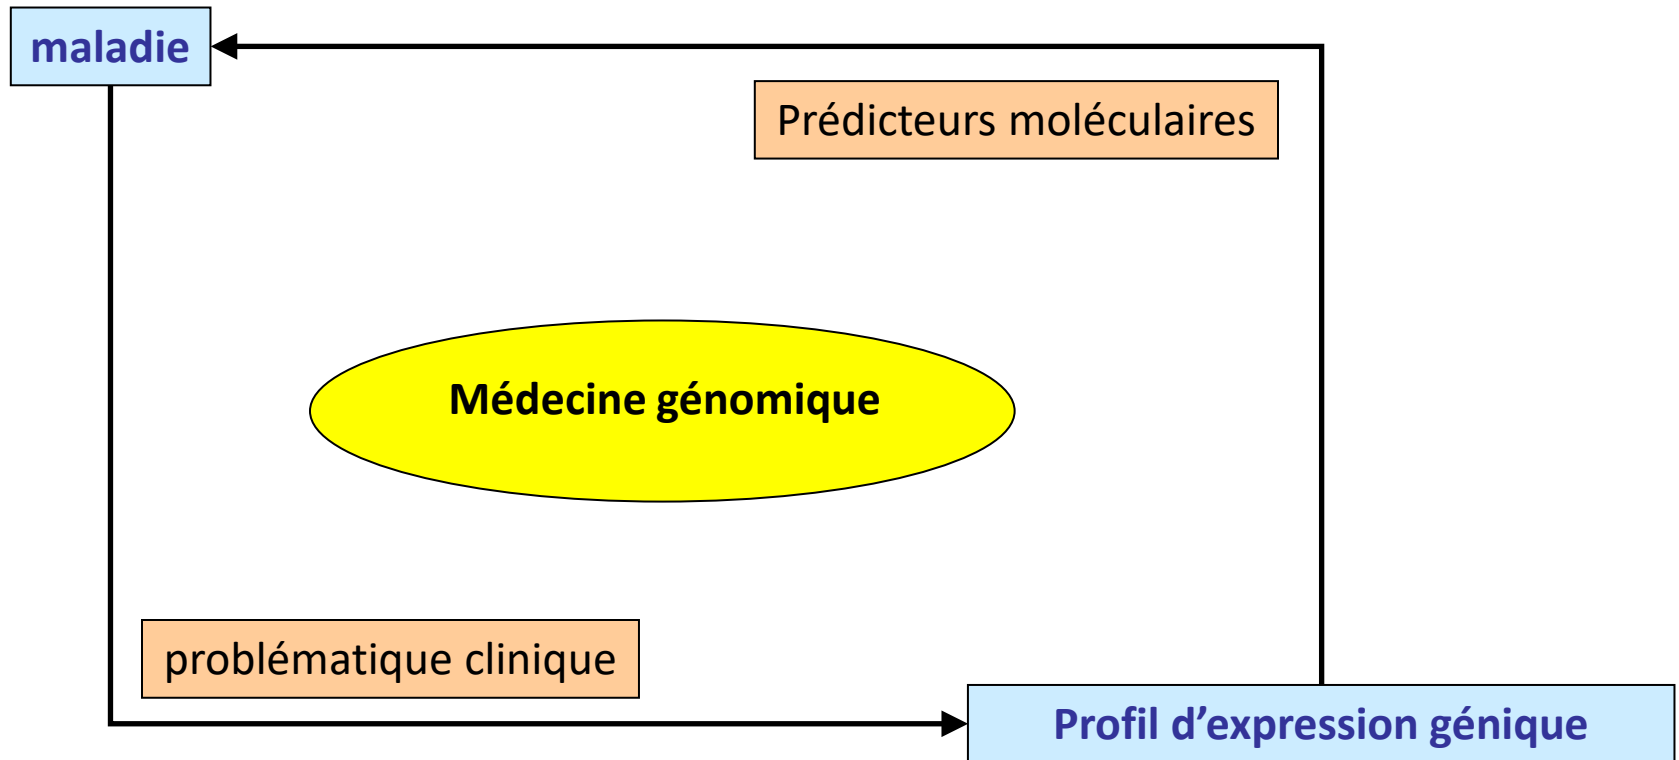 maladie
Prédicteurs moléculaires
Médecine génomique
problématique clinique
Profil d’expression génique